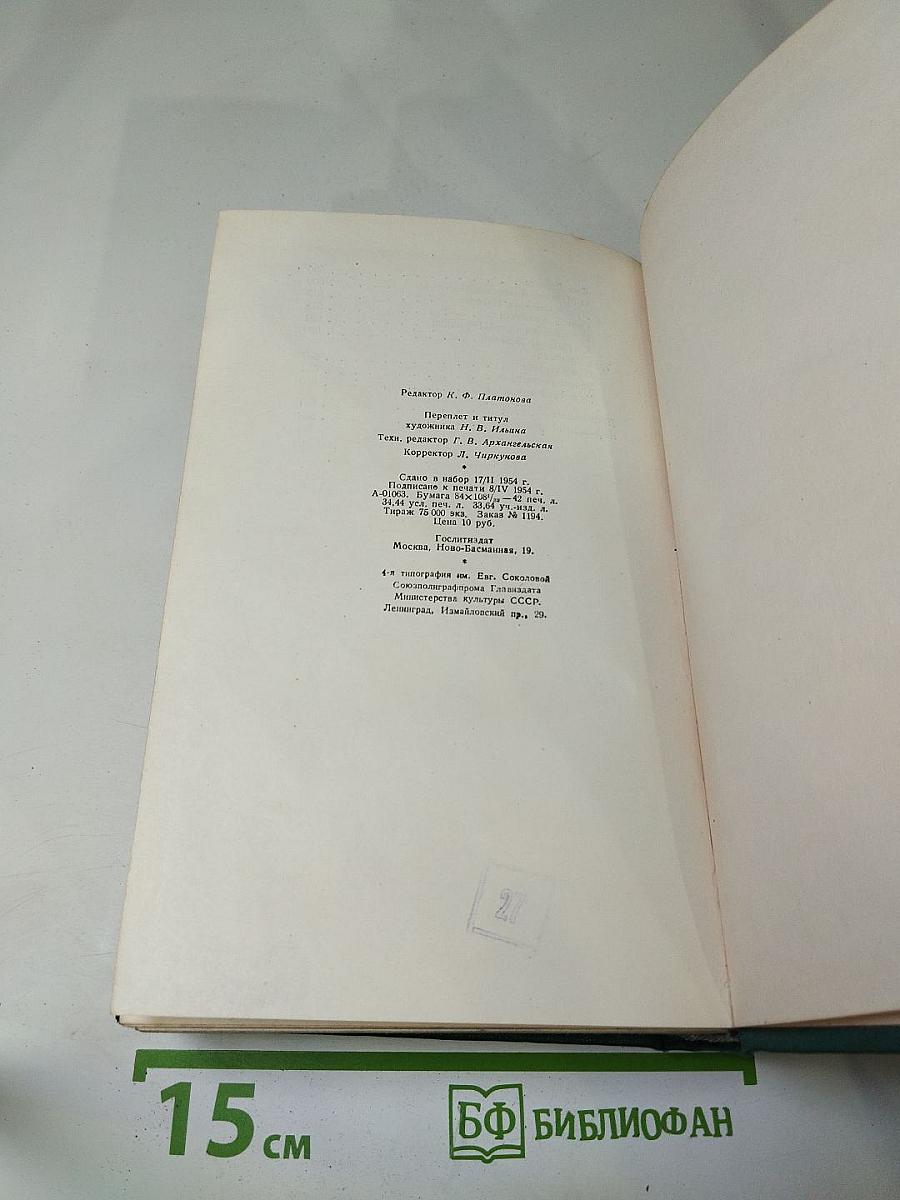 Редактор К. Ф. Платонова
Переплет и титул
художника Н. В. Ильина
Техн. редактор Г. В. Архангельская
Корректор Л. Чиркунова
*
Сдано в набор 17/II 1954 г.
Подписано к печати 8/IV 1954 г.
А-01063. Бумага 84×108¹/₃₂—42 печ. л.
34,44 усл. печ. л. 33,64 уч.-изд. л.
Тираж 75 000 экз. Заказ № 1194.
Цена 10 руб.
Гослитиздат
Москва, Ново-Басманная, 19.
*
4-я типография им. Евг. Соколовой
Союзполиграфпрома Главиздата
Министерства культуры СССР.
Ленинград, Измайловский пр., 29.
27
15 см
БФ БИБЛИОФАН